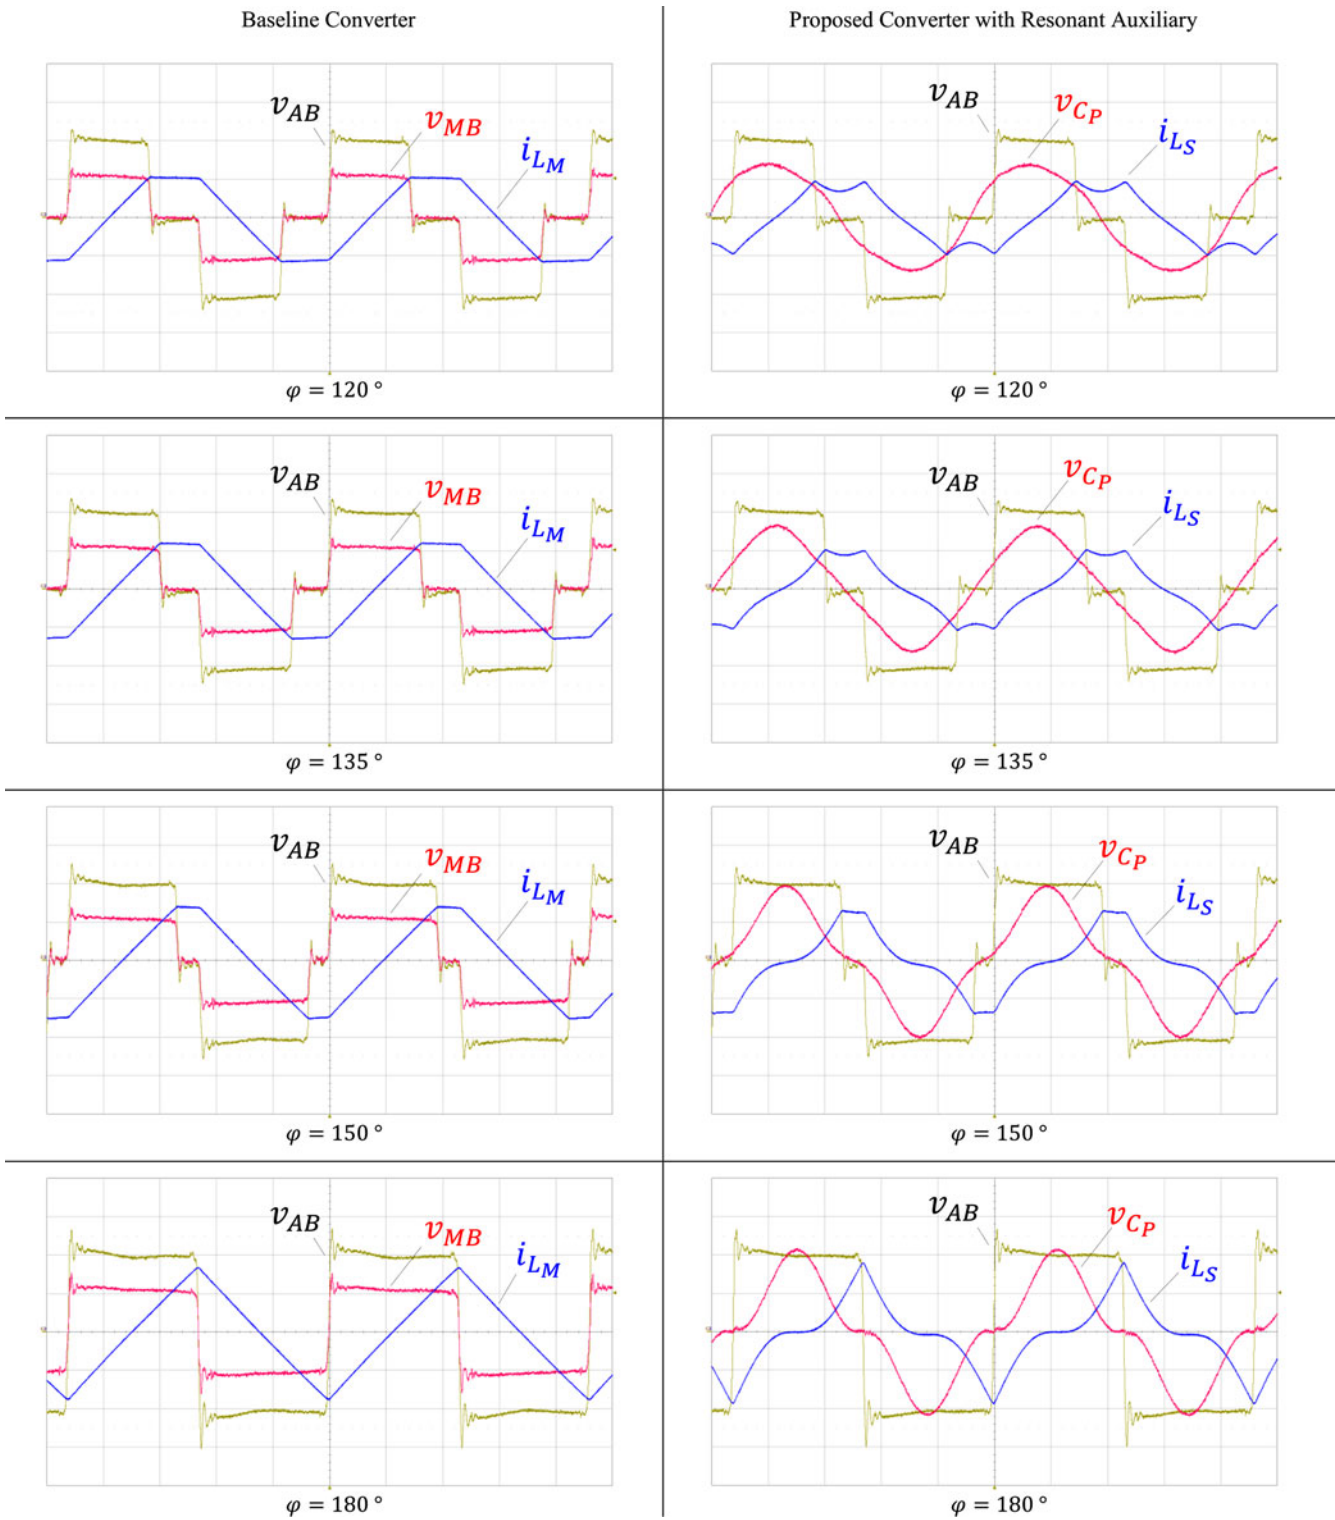 Baseline Converter
Proposed Converter with Resonant Auxiliary
v_AB
v_MB
i_LM
φ = 120 °
v_AB
v_CP
i_LS
φ = 120 °
v_AB
v_MB
i_LM
φ = 135 °
v_AB
v_CP
i_LS
φ = 135 °
v_AB
v_MB
i_LM
φ = 150 °
v_AB
v_CP
i_LS
φ = 150 °
v_AB
v_MB
i_LM
φ = 180 °
v_AB
v_CP
i_LS
φ = 180 °